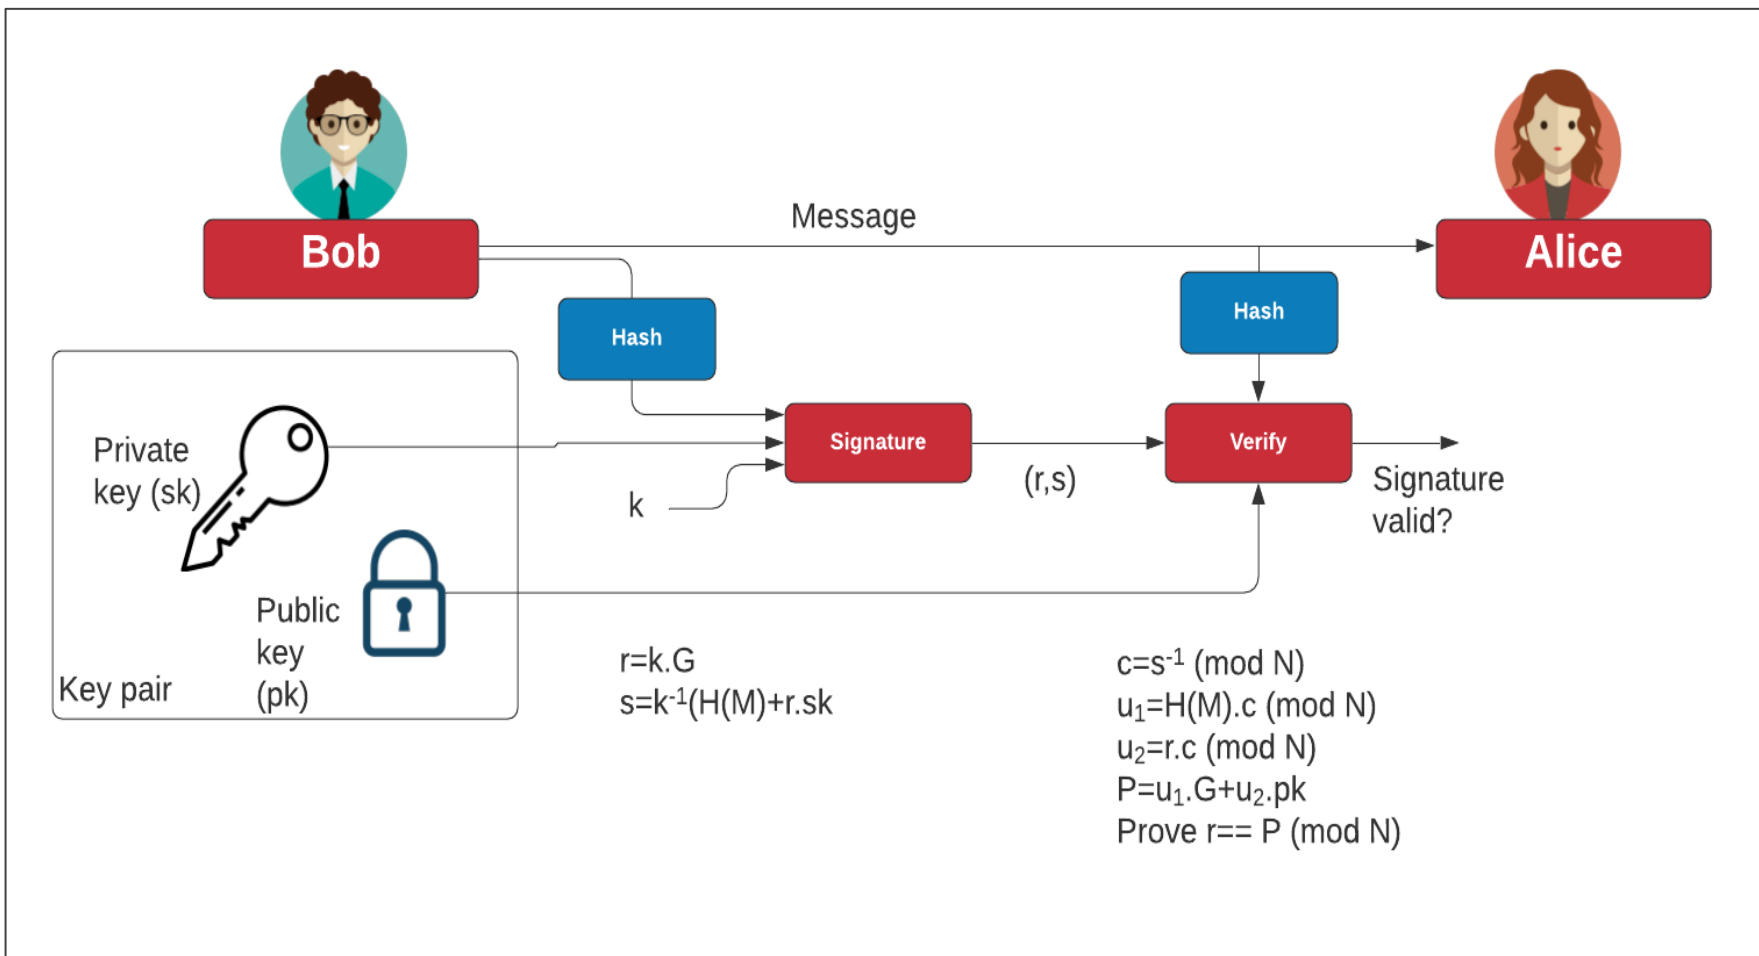 Message
Bob
Alice
Hash
Hash
Private
key (sk)
Signature
Verify
k
(r,s)
Signature
valid?
Public
key
(pk)
Key pair
r=k.G
s=k⁻¹(H(M)+r.sk
c=s⁻¹ (mod N)
u₁=H(M).c (mod N)
u₂=r.c (mod N)
P=u₁.G+u₂.pk
Prove r== P (mod N)